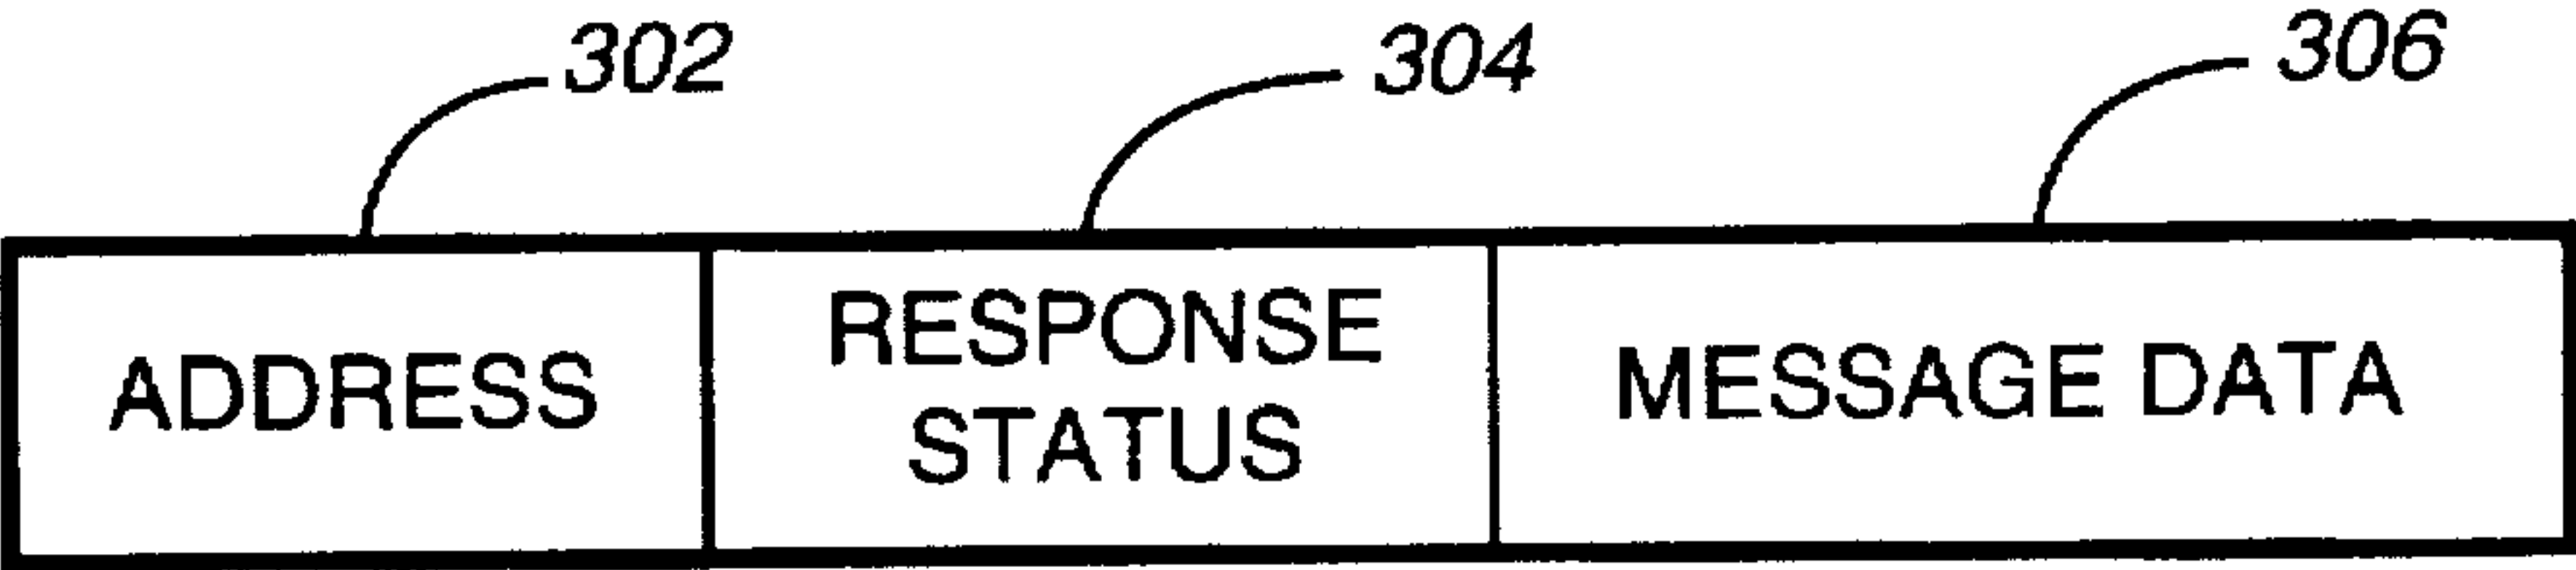 302
304
306
ADDRESS
RESPONSE
STATUS
MESSAGE DATA